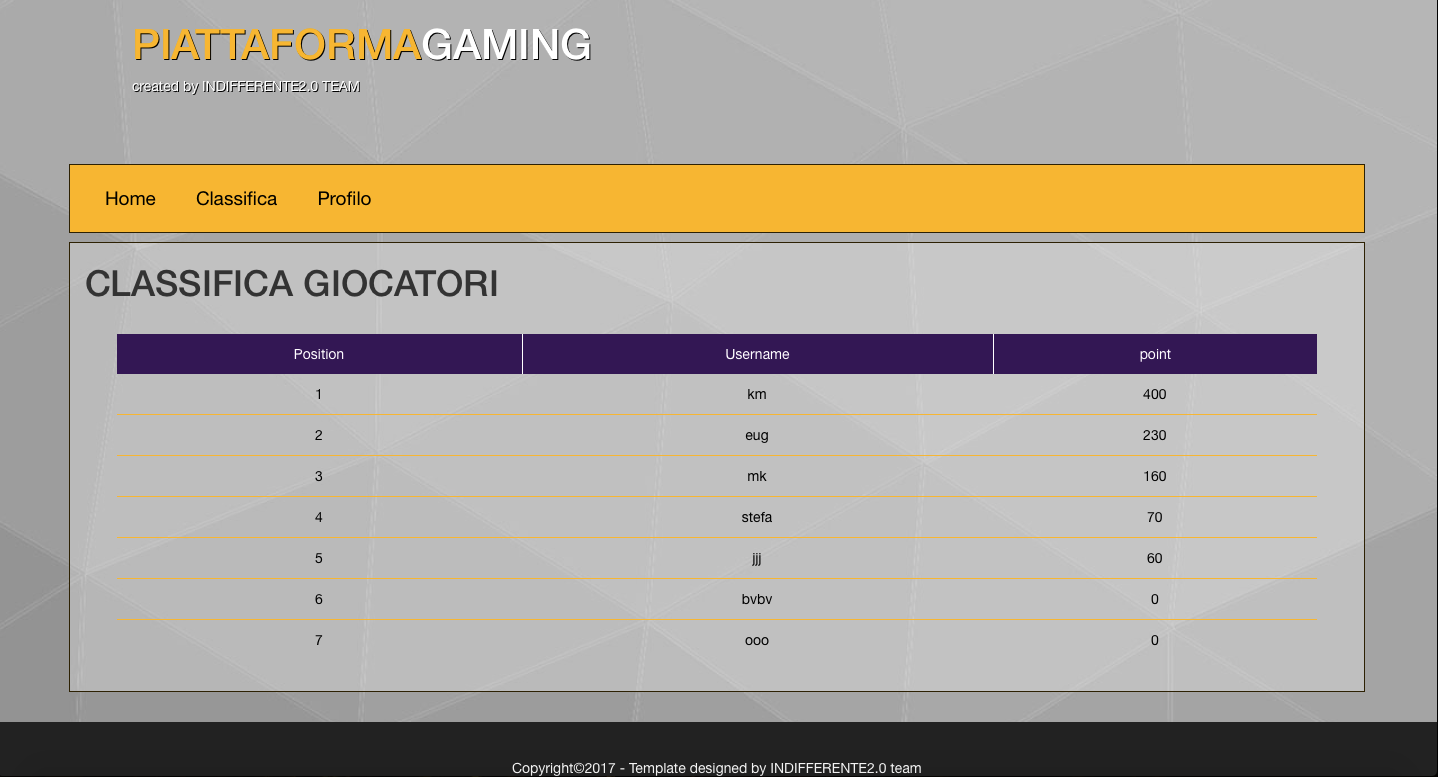 PIATTAFORMAGAMING
created by INDIFFERENTE2.0 TEAM
Home Classifica Profilo
CLASSIFICA GIOCATORI
Position Username point
1 km 400
2 eug 230
3 mk 160
4 stefa 70
5 jjj 60
6 bvbv 0
7 ooo 0
Copyright©2017 - Template designed by INDIFFERENTE2.0 team